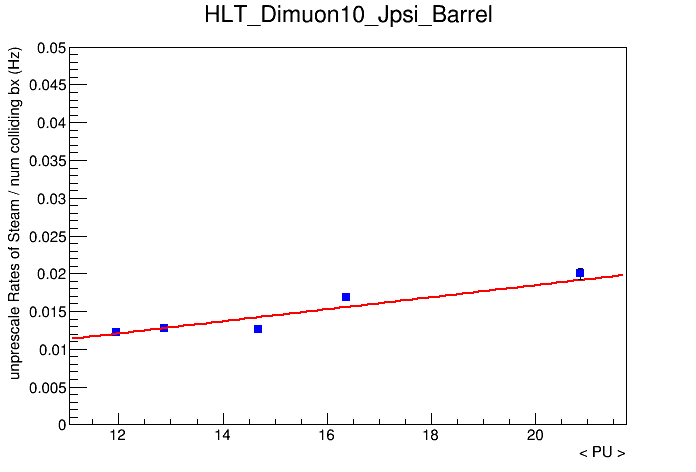 HLT_Dimuon10_Jpsi_Barrel
unprescale Rates of Steam / num colliding bx (Hz)
0.05
0.045
0.04
0.035
0.03
0.025
0.02
0.015
0.01
0.005
0
12 14 16 18 20
< PU >